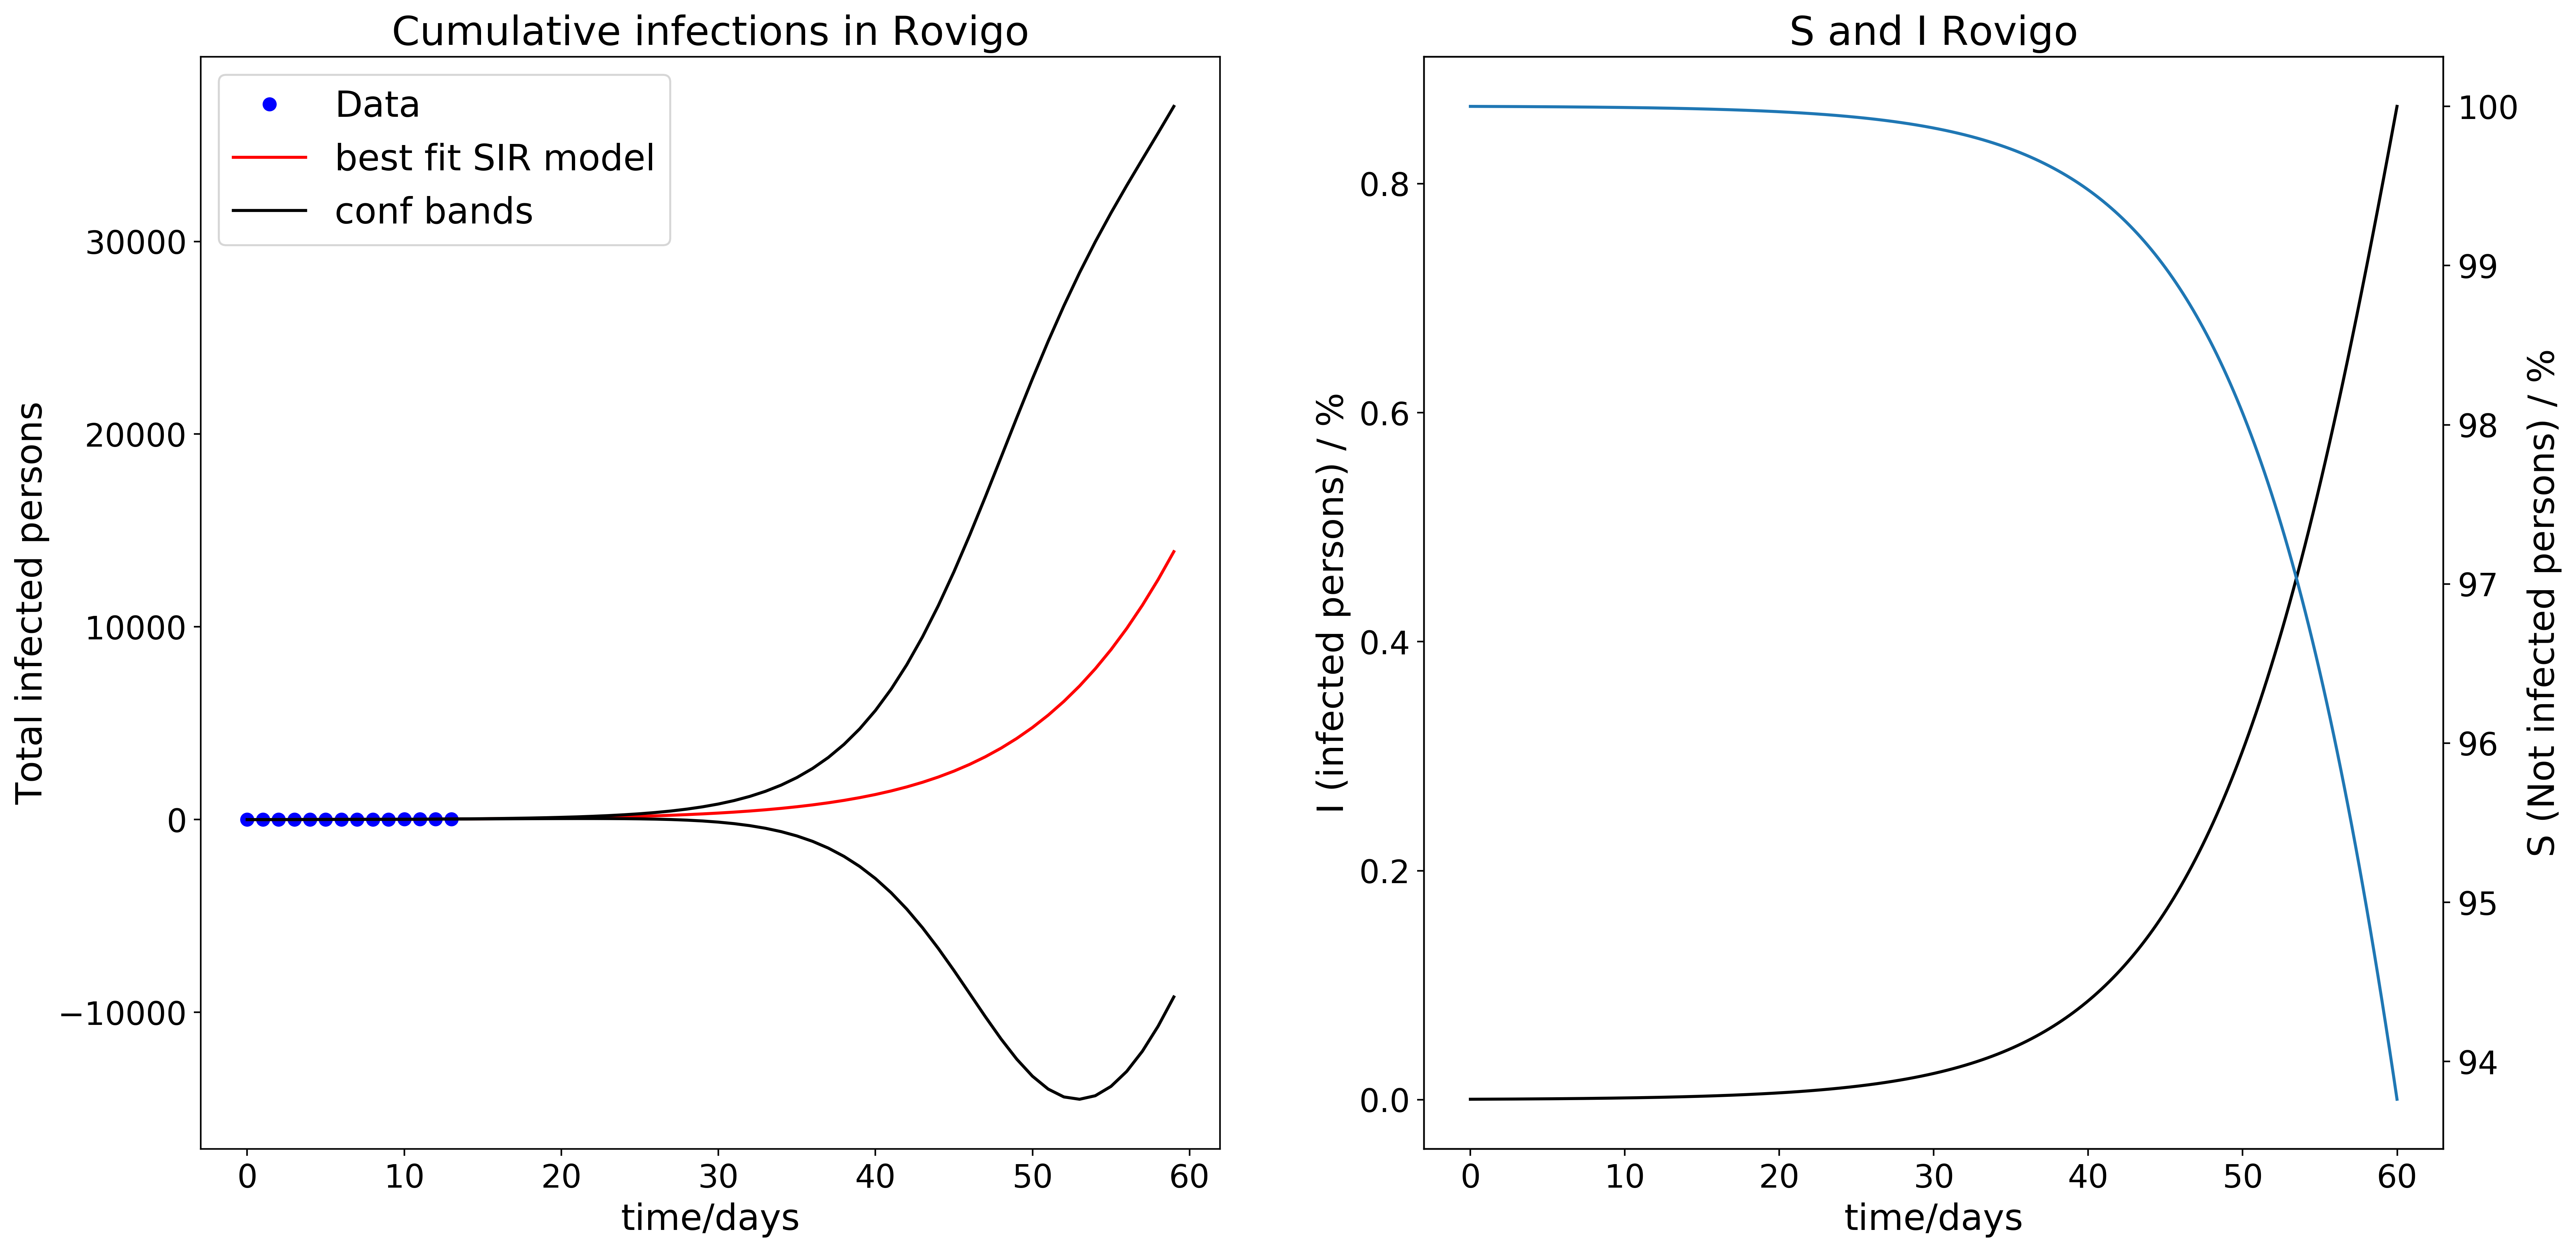 Cumulative infections in Rovigo
Data
best fit SIR model
conf bands
Total infected persons
30000
20000
10000
0
−10000
0 10 20 30 40 50 60
time/days
S and I Rovigo
I (infected persons) / %
0.8
0.6
0.4
0.2
0.0
0 10 20 30 40 50 60
time/days
100
99
98
97
96
95
94
S (Not infected persons) / %